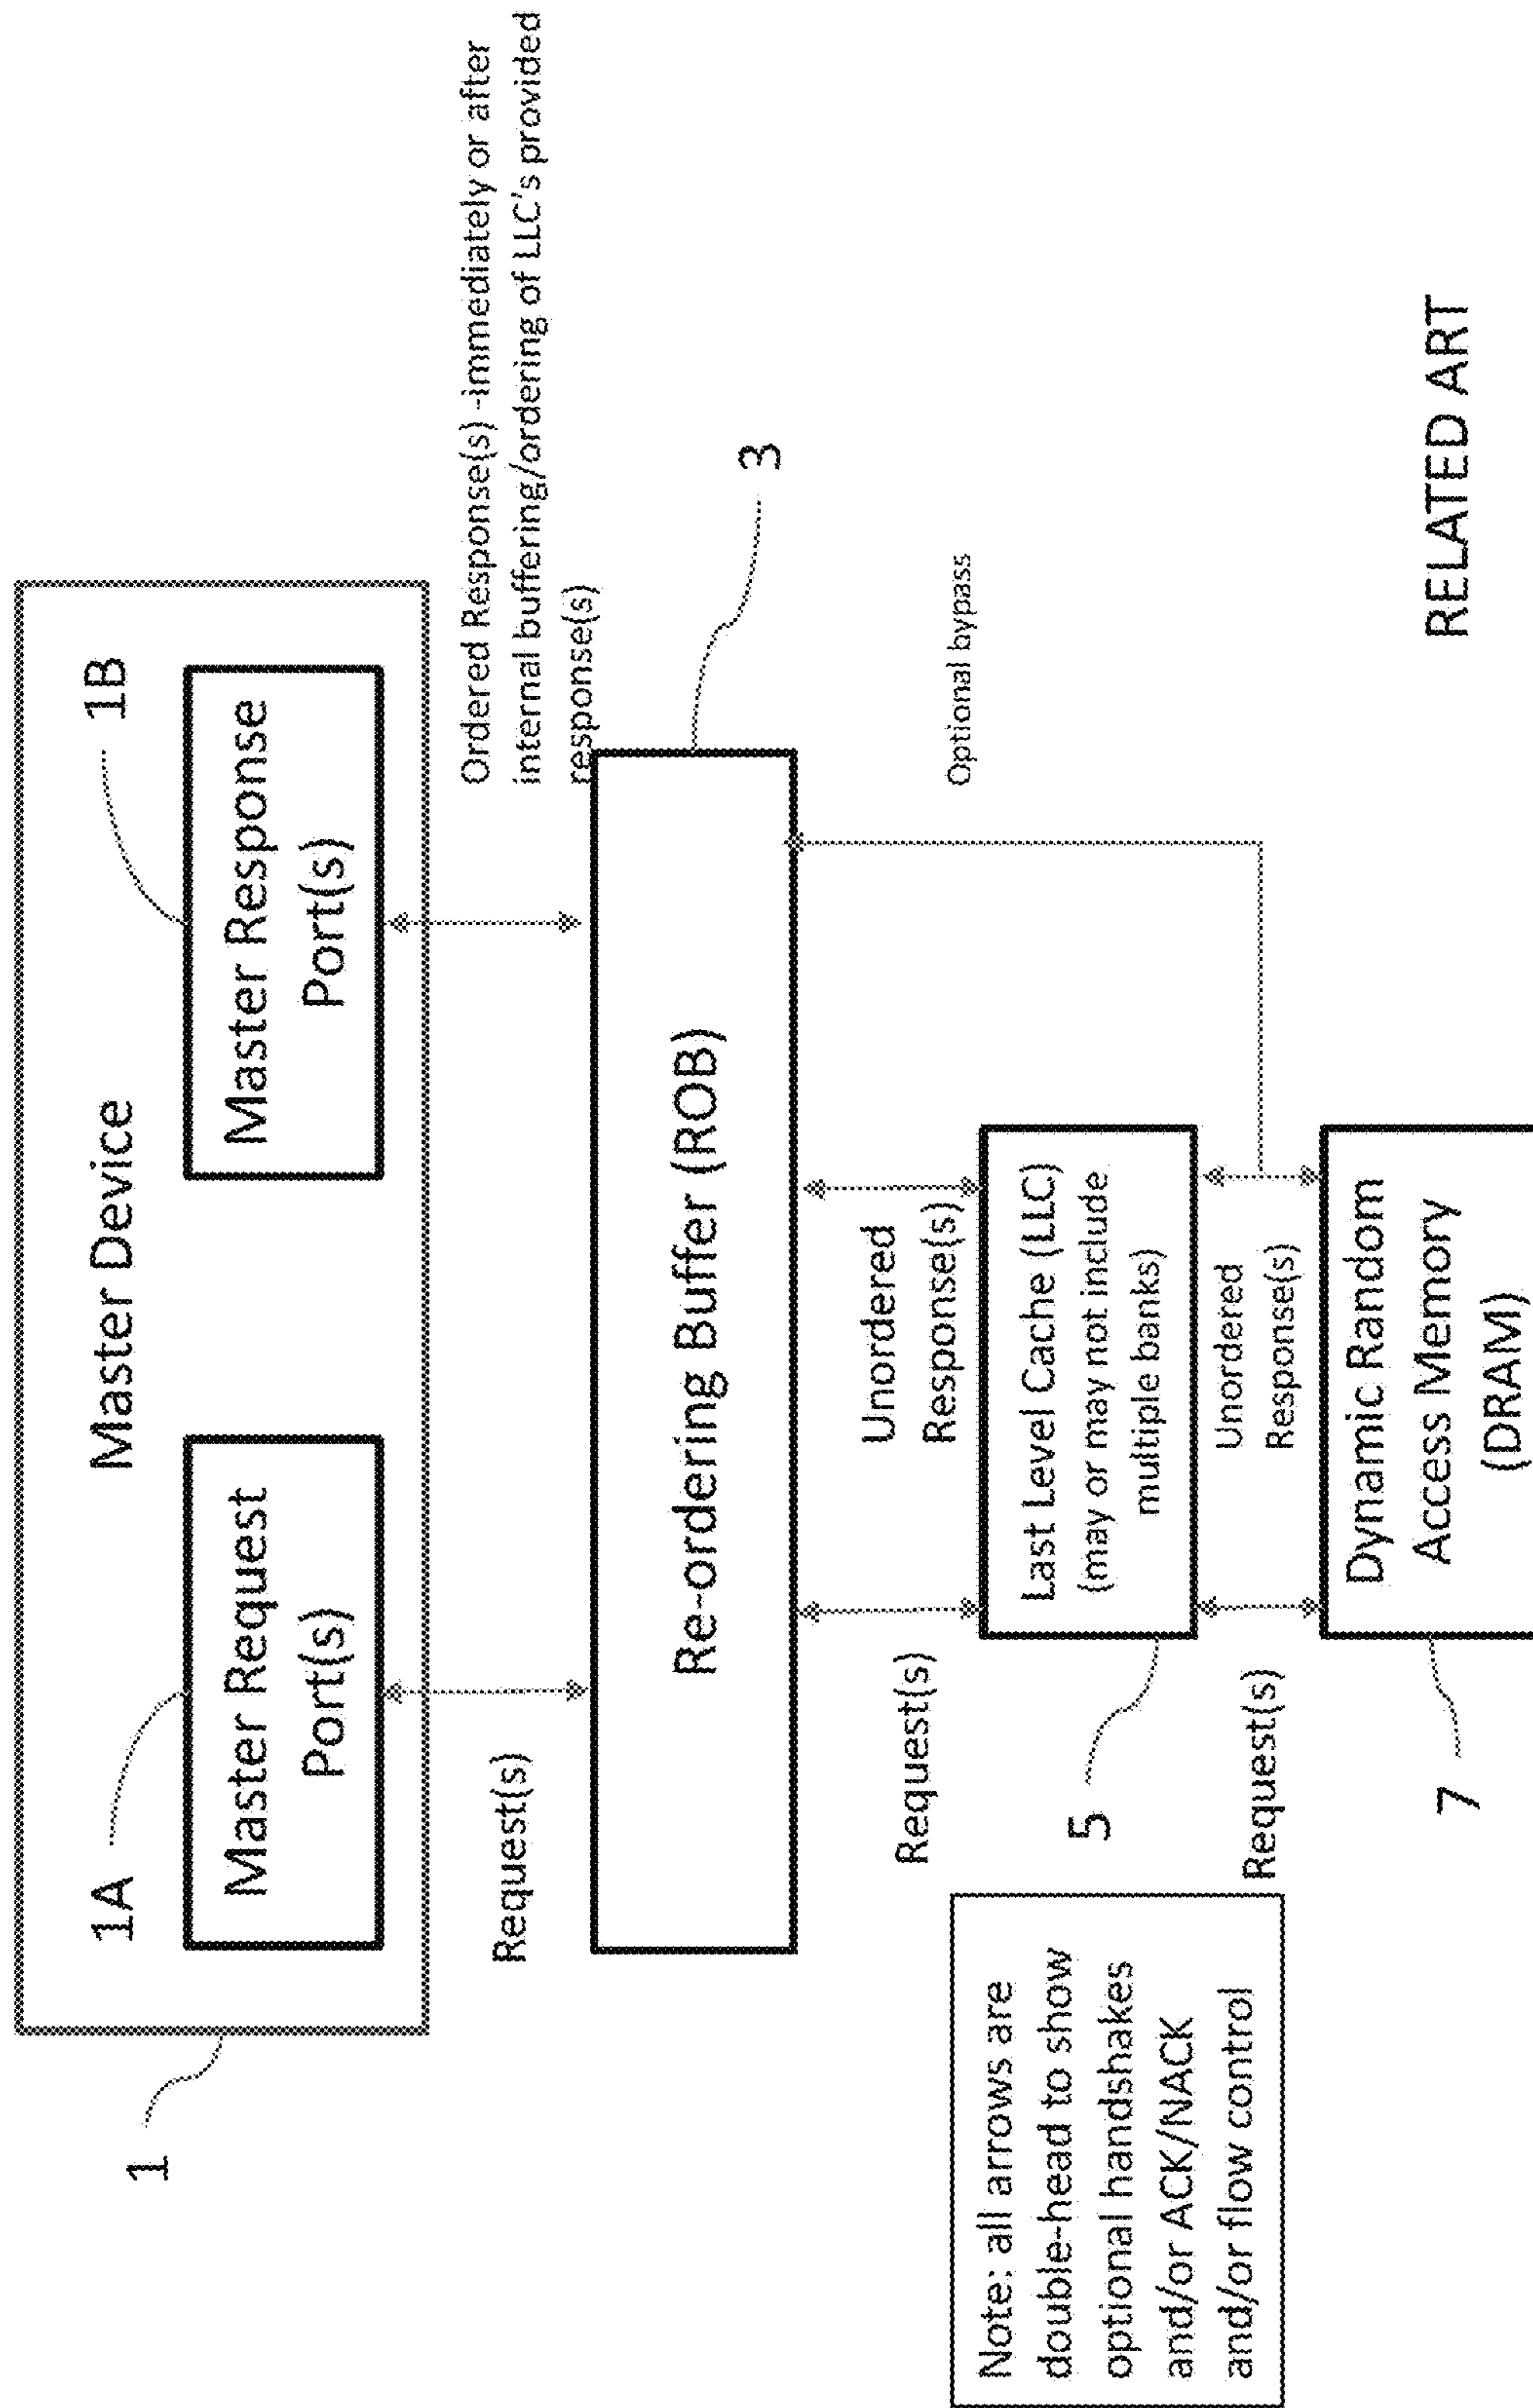 Master Device
1
1A
1B
Master Request
Port(s)
Master Response
Port(s)
Request(s)
Ordered Response(s) -immediately or after
internal buffering/ordering of LLC's provided
response(s)
Re-ordering Buffer (ROB)
3
Request(s)
Unordered
Response(s)
Optional bypass
Last Level Cache (LLC)
(may or may not include
multiple banks)
5
Request(s)
Unordered
Response(s)
Dynamic Random
Access Memory
(DRAM)
7
Note: all arrows are
double-head to show
optional handshakes
and/or ACK/NACK
and/or flow control
RELATED ART